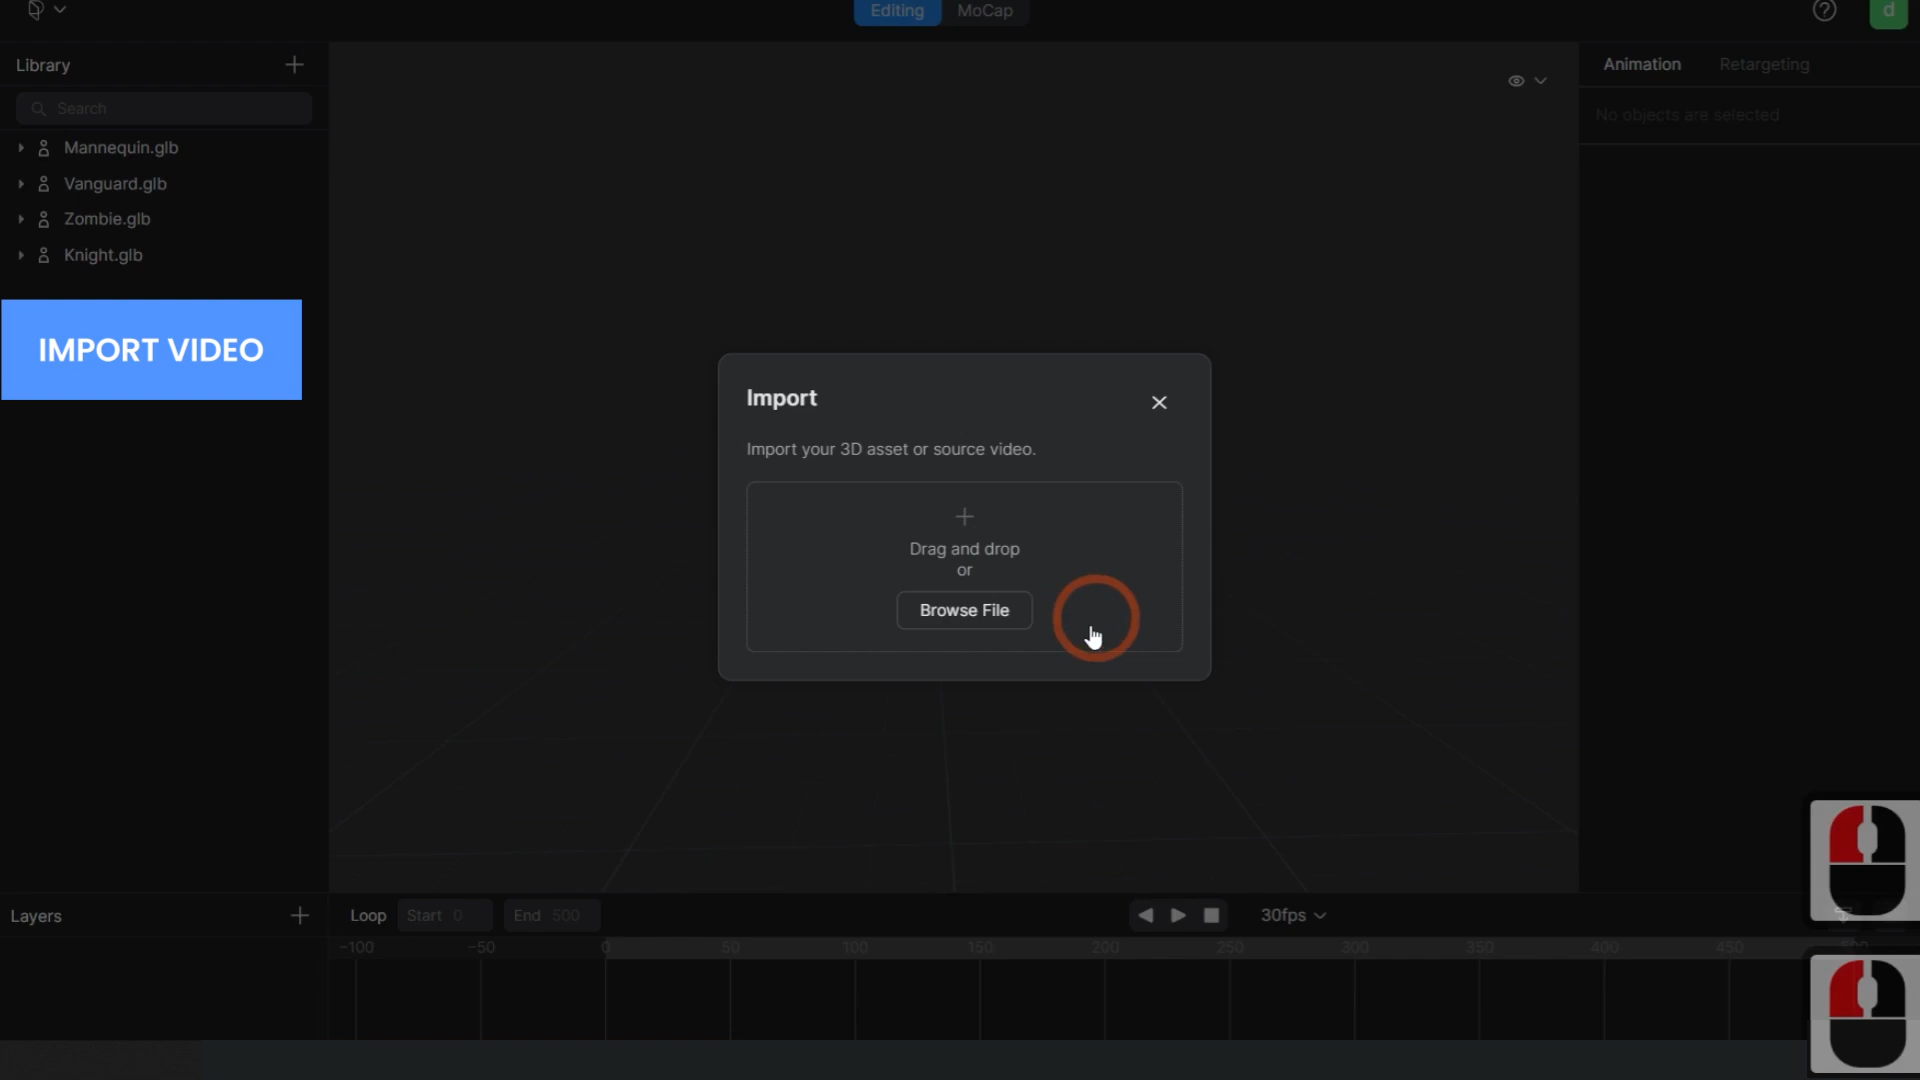 Editing
MoCap
d
Library
Search
Mannequin.glb
Vanguard.glb
Zombie.glb
Knight.glb
IMPORT VIDEO
Animation
Retargeting
No objects are selected
Import
Import your 3D asset or source video.
Drag and drop
or
Browse File
Layers
Loop
Start 0
End 500
30fps
-100 -50 0 50 100 150 200 250 300 350 400 450 500